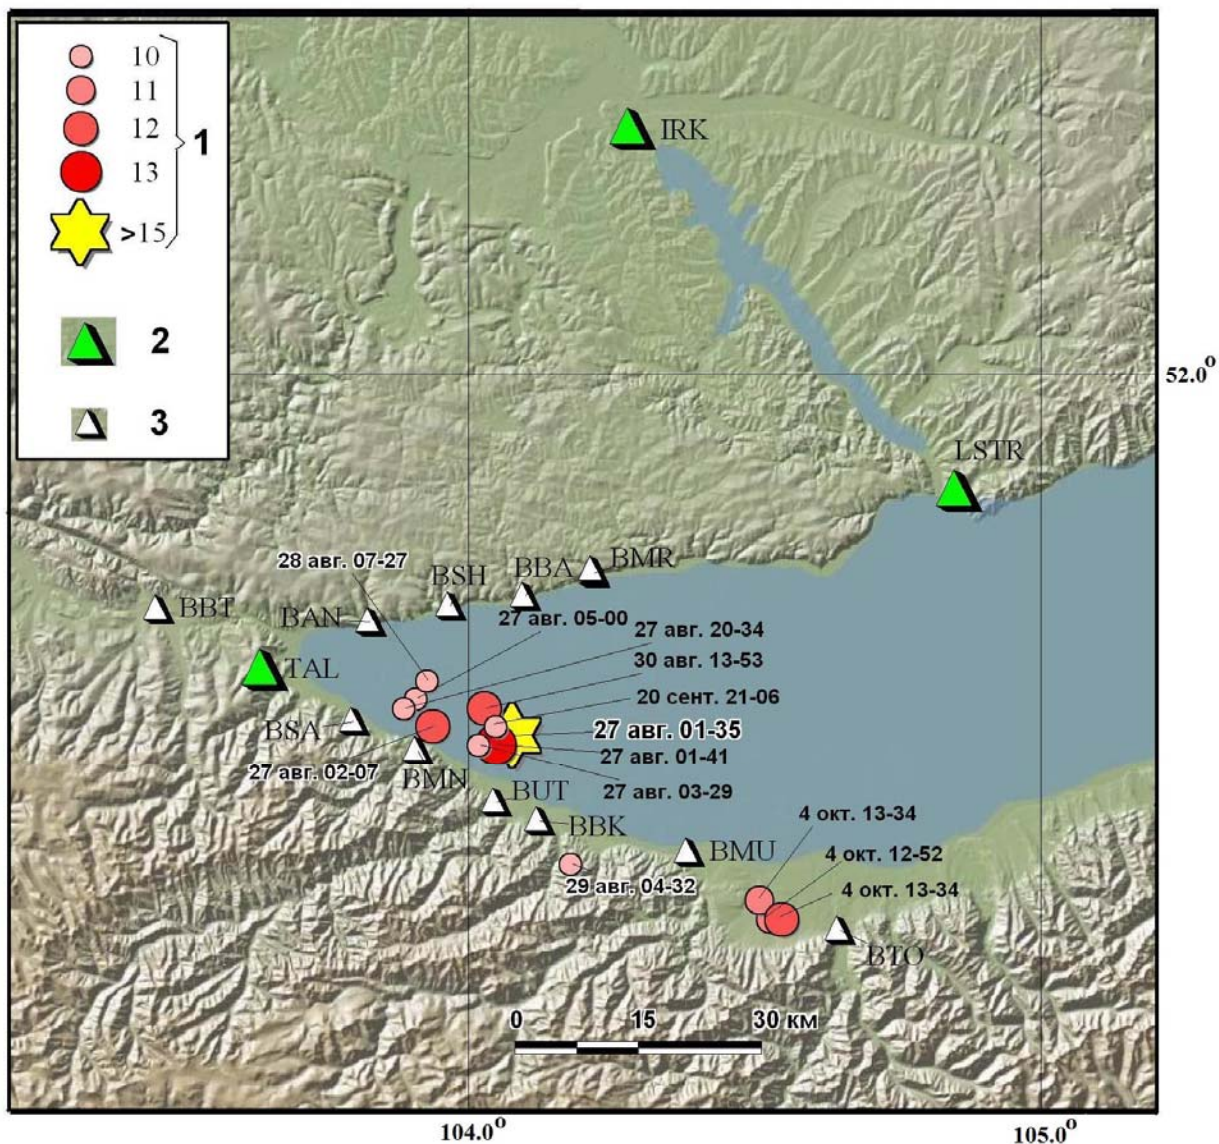 10
11
12
13
>15
1
2
3
IRK
52.0°
LSTR
28 авг. 07-27
BSH
BBA
BMR
BBT
BAN
27 авг. 05-00
27 авг. 20-34
TAL
30 авг. 13-53
20 сент. 21-06
BSA
27 авг. 01-35
27 авг. 02-07
BMN
27 авг. 01-41
BUT
27 авг. 03-29
BBK
4 окт. 13-34
BMU
4 окт. 12-52
29 авг. 04-32
4 окт. 13-34
BTO
0 15 30 км
104.0°
105.0°